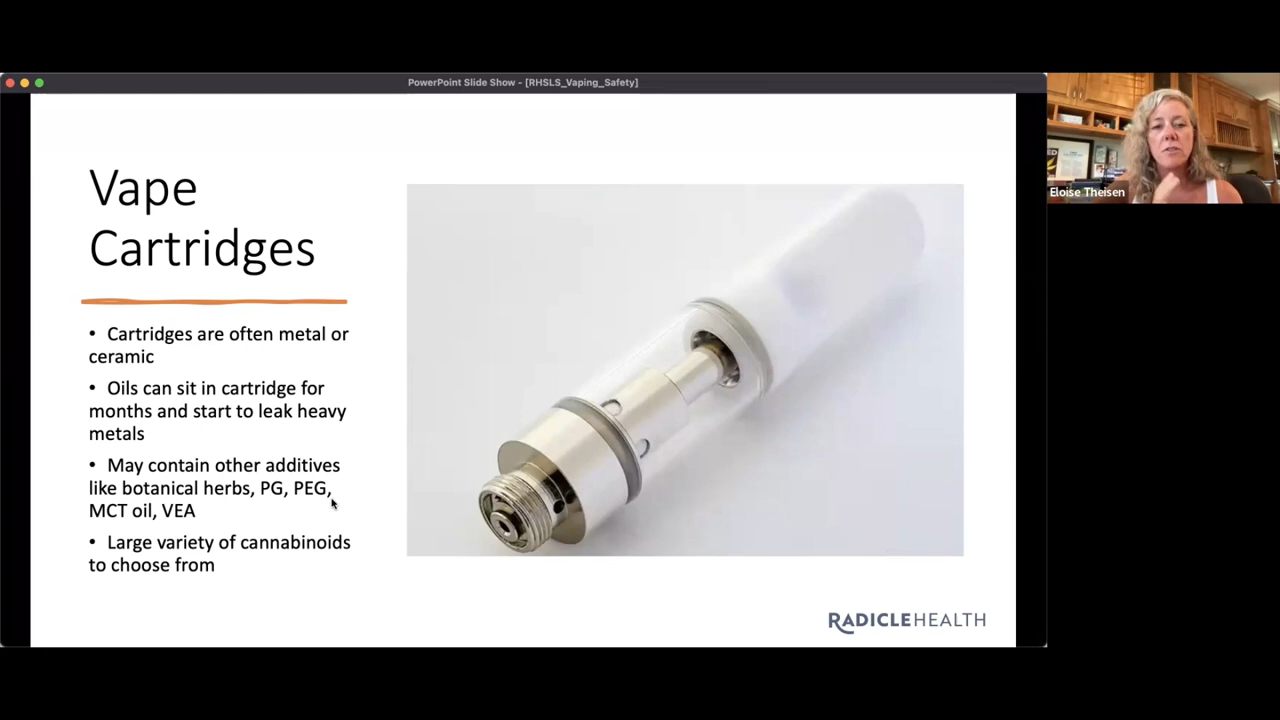 PowerPoint Slide Show - [RHSLS_Vaping_Safety]
Vape
Cartridges
• Cartridges are often metal or
ceramic
• Oils can sit in cartridge for
months and start to leak heavy
metals
• May contain other additives
like botanical herbs, PG, PEG,
MCT oil, VEA
• Large variety of cannabinoids
to choose from
RADICLEHEALTH
Eloise Theisen